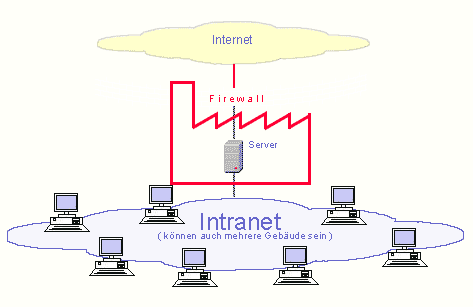 Internet
Firewall
Server
Intranet
( können auch mehrere Gebäude sein )